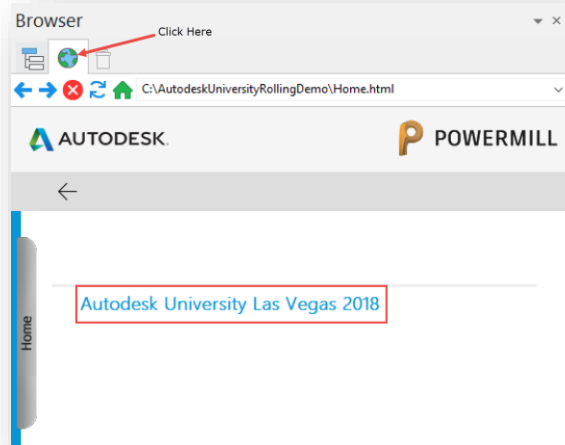 Browser
Click Here
C:\AutodeskUniversityRollingDemo\Home.html
AUTODESK.
POWERMILL
Autodesk University Las Vegas 2018
Home